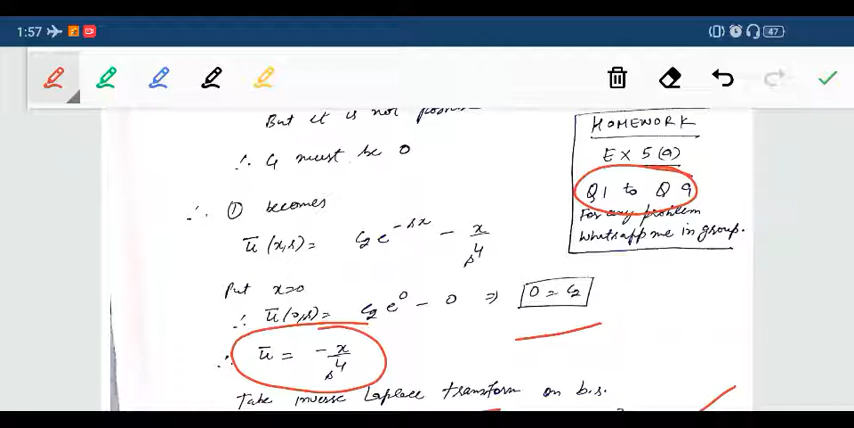 1:57
47
But it is not possi
HOMEWORK
∴ C₁ must be 0
EX 5(a)
Q1 to Q9
∴ ① becomes
For any problem
whatsapp me in group.
ū(x,s) = C₂e^(-sx) - x/s⁴
Put x=0
∴ ū(0,s) = C₂e⁰ - 0 ⇒ 0 = C₂
∴ ū = -x/s⁴
Take inverse Laplace transform on b.s.